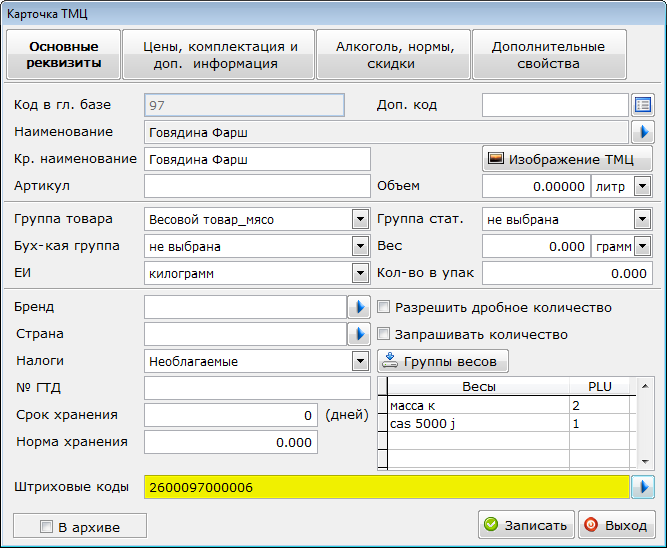 Карточка ТМЦ
Основные реквизиты
Цены, комплектация и доп. информация
Алкоголь, нормы, скидки
Дополнительные свойства
Код в гл. базе 97 Доп. код
Наименование Говядина Фарш
Кр. наименование Говядина Фарш Изображение ТМЦ
Артикул Объем 0.00000 литр
Группа товара Весовой товар_мясо Группа стат. не выбрана
Бух-кая группа не выбрана Вес 0.000 грамм
ЕИ килограмм Кол-во в упак 0.000
Бренд Разрешить дробное количество
Страна Запрашивать количество
Налоги Необлагаемые Группы весов
№ ГТД Весы PLU
масса к 2
Срок хранения 0 (дней) cas 5000 j 1
Норма хранения 0.000
Штриховые коды 2600097000006
В архиве Записать Выход